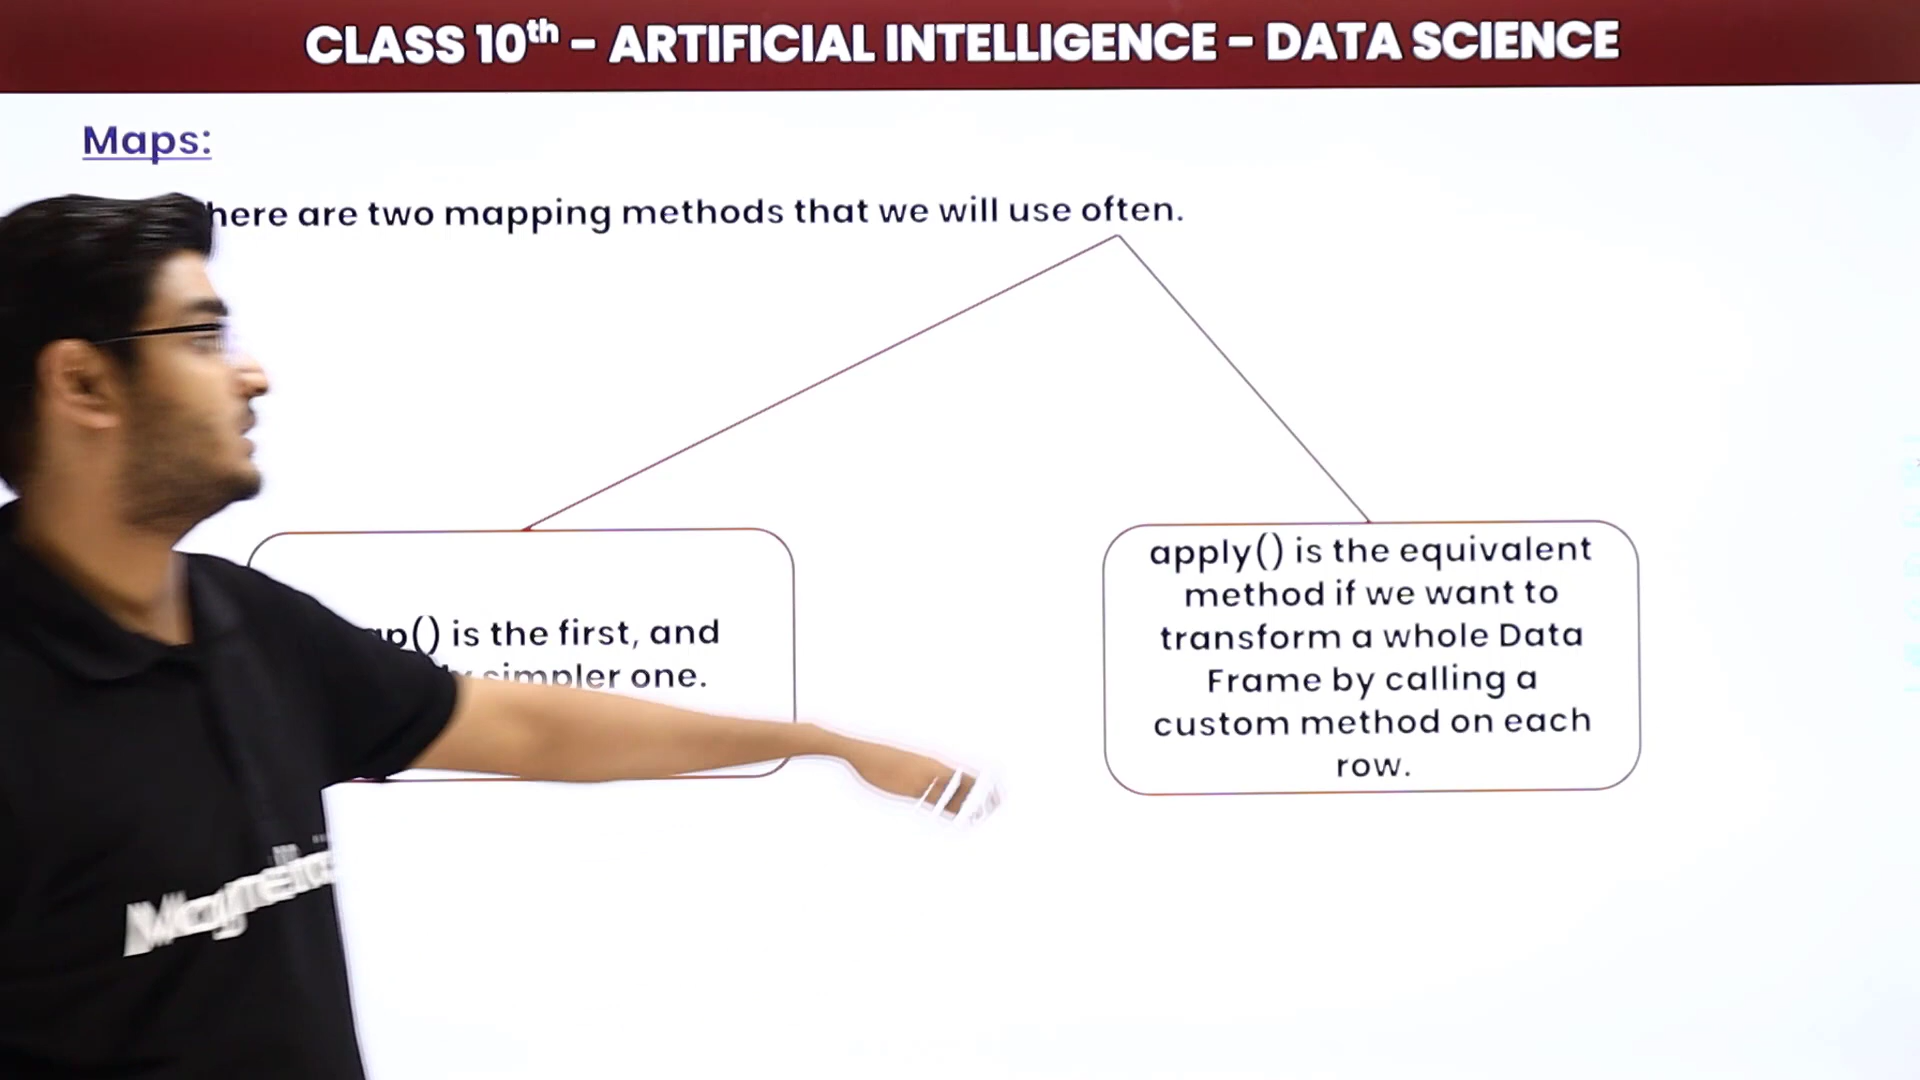 CLASS 10th - ARTIFICIAL INTELLIGENCE - DATA SCIENCE
Maps:
here are two mapping methods that we will use often.
ap() is the first, and
simpler one.
apply() is the equivalent
method if we want to
transform a whole Data
Frame by calling a
custom method on each
row.